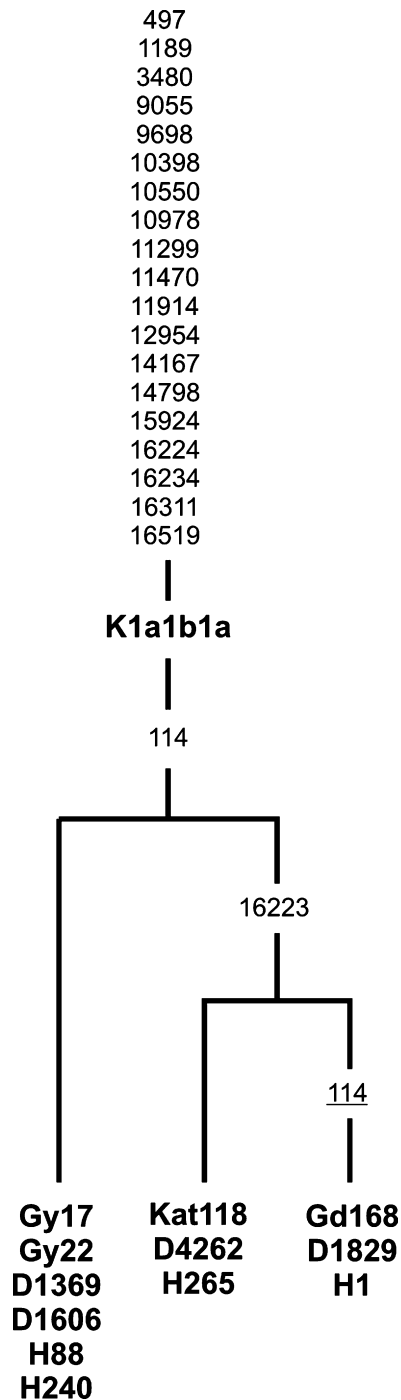 497
1189
3480
9055
9698
10398
10550
10978
11299
11470
11914
12954
14167
14798
15924
16224
16234
16311
16519
K1a1b1a
114
16223
114
Gy17
Gy22
D1369
D1606
H88
H240
Kat118
D4262
H265
Gd168
D1829
H1